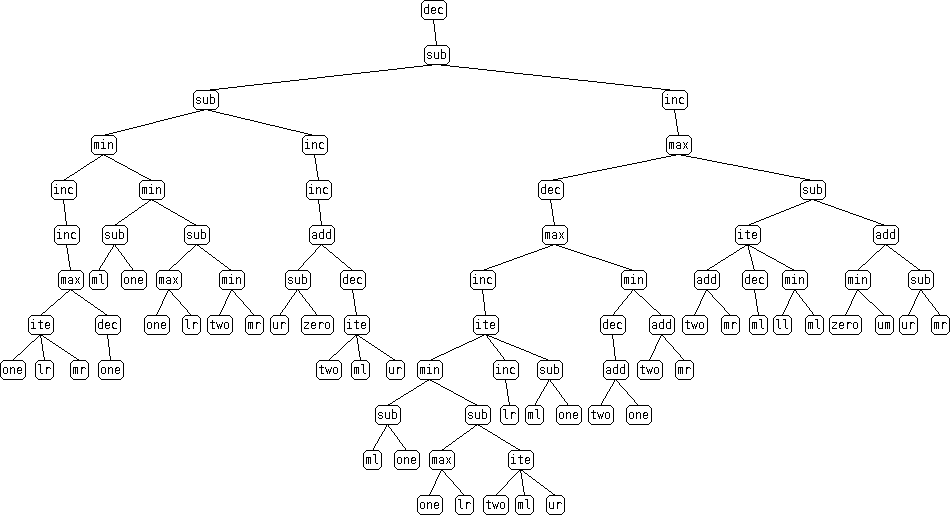 dec
sub
sub inc
min inc max
inc min inc dec sub
inc sub sub add max ite add
max ml one max min sub dec inc min add dec min min sub
ite dec one lr two mr ur zero ite ite dec add two mr ml ll ml zero um ur mr
one lr mr one two ml ur min inc sub add two mr
sub sub lr ml one two one
ml one max ite
one lr two ml ur